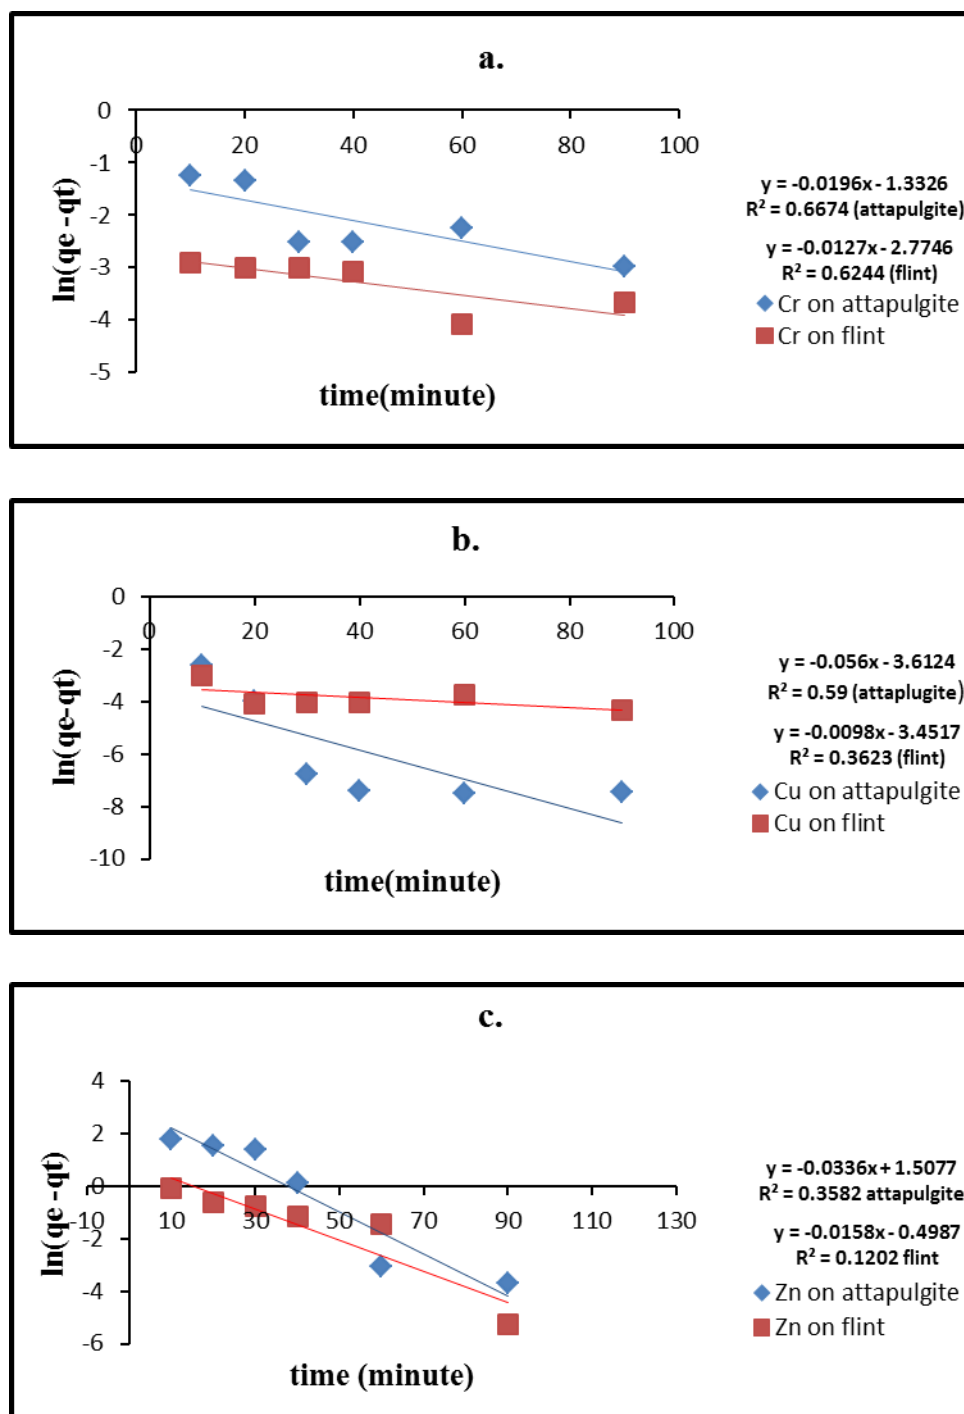 a.
0
0 20 40 60 80 100
-1
-2
-3
-4
-5
ln(qe -qt)
time(minute)
y = -0.0196x - 1.3326
R² = 0.6674 (attapulgite)
y = -0.0127x - 2.7746
R² = 0.6244 (flint)
Cr on attapulgite
Cr on flint
b.
0
0 20 40 60 80 100
-2
-4
-6
-8
-10
ln(qe-qt)
time(minute)
y = -0.056x - 3.6124
R² = 0.59 (attaplugite)
y = -0.0098x - 3.4517
R² = 0.3623 (flint)
Cu on attapulgite
Cu on flint
c.
4
2
0
-10 10 30 50 70 90 110 130
-2
-4
-6
ln(qe -qt)
time (minute)
y = -0.0336x + 1.5077
R² = 0.3582 attapulgite
y = -0.0158x - 0.4987
R² = 0.1202 flint
Zn on attapulgite
Zn on flint